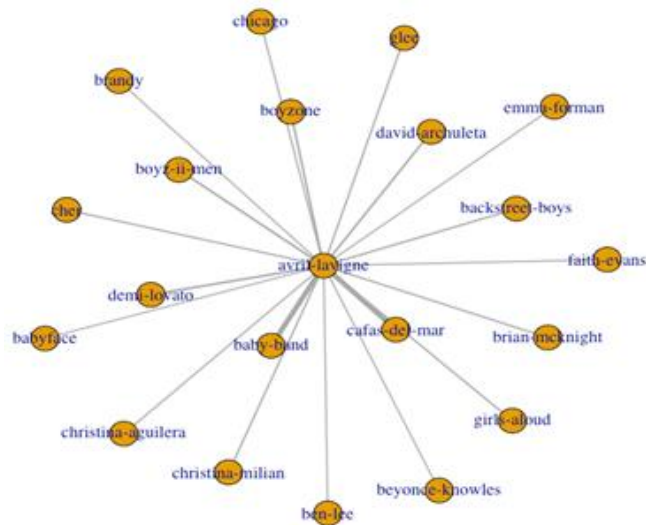 chicago
glee
brandy
boyzone
emma-forman
david-archuleta
boyz-ii-men
cher
backstreet-boys
avril-lavigne
faith-evans
demi-lovato
babyface
baby-band
cafas-del-mar
brian-mcknight
girls-aloud
christina-aguilera
christina-milian
beyonce-knowles
ben-lee